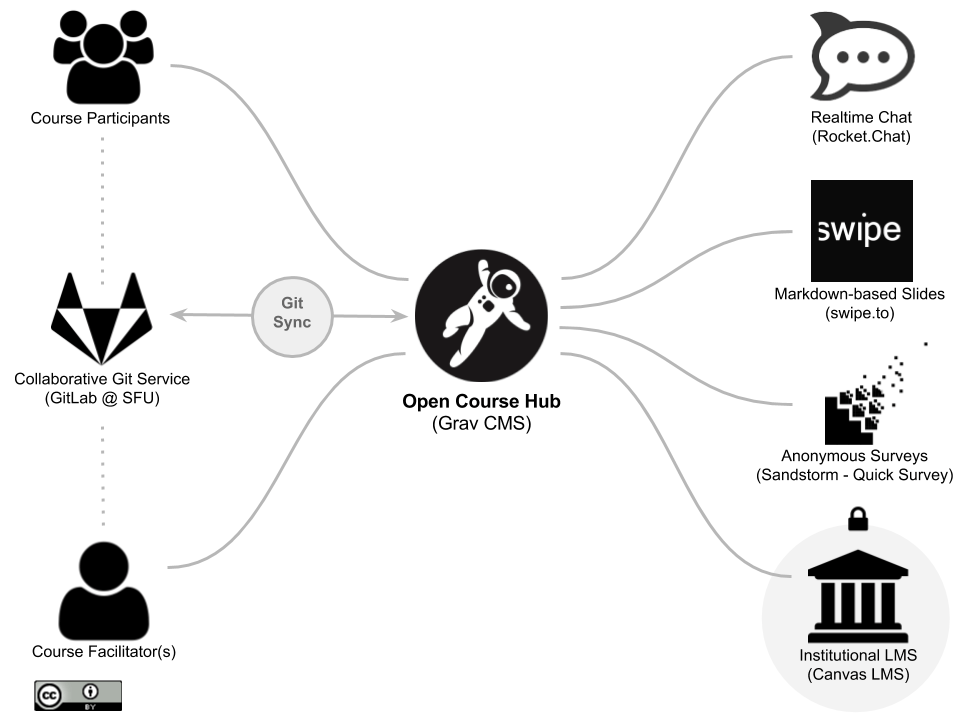 Course Participants
Realtime Chat
(Rocket.Chat)
swipe
Markdown-based Slides
(swipe.to)
Git
Sync
Collaborative Git Service
(GitLab @ SFU)
Open Course Hub
(Grav CMS)
Anonymous Surveys
(Sandstorm - Quick Survey)
Course Facilitator(s)
Institutional LMS
(Canvas LMS)
cc
BY